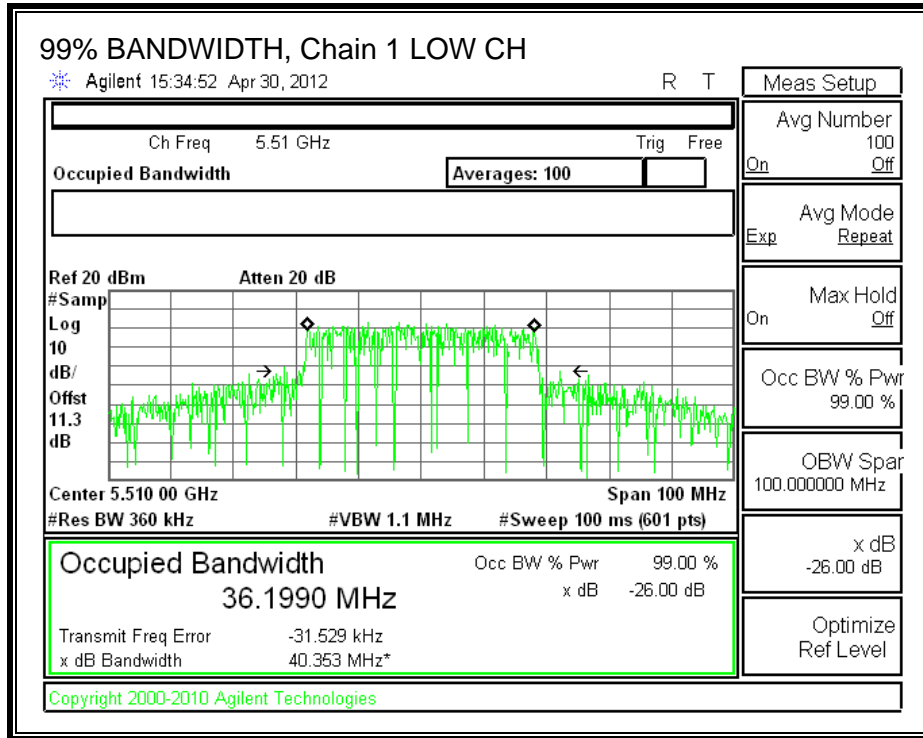 99% BANDWIDTH, Chain 1 LOW CH
Agilent 15:34:52 Apr 30, 2012 R T
Ch Freq 5.51 GHz Trig Free
Occupied Bandwidth Averages: 100
Ref 20 dBm Atten 20 dB
#Samp
Log
10
dB/
Offst
11.3
dB
Center 5.510 00 GHz Span 100 MHz
#Res BW 360 kHz #VBW 1.1 MHz #Sweep 100 ms (601 pts)
Occupied Bandwidth Occ BW % Pwr 99.00 %
36.1990 MHz x dB -26.00 dB
Transmit Freq Error -31.529 kHz
x dB Bandwidth 40.353 MHz*
Copyright 2000-2010 Agilent Technologies
Meas Setup
Avg Number
100
On Off
Avg Mode
Exp Repeat
Max Hold
On Off
Occ BW % Pwr
99.00 %
OBW Spar
100.000000 MHz
x dB
-26.00 dB
Optimize
Ref Level